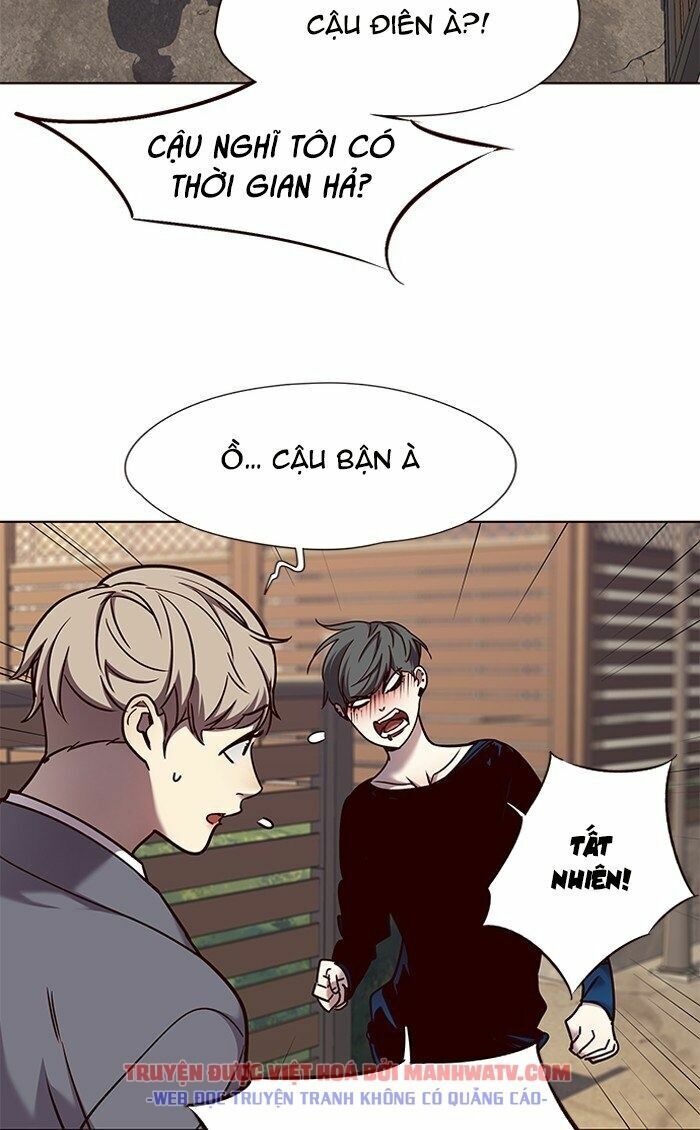 CẬU ĐIÊN À?!
CẬU NGHĨ TÔI CÓ
THỜI GIAN HẢ?
Ồ... CẬU BẬN À
TẤT
NHIÊN!
TRUYỆN ĐƯỢC VIỆT HOÁ BỞI MANHWATV.COM
-WEB ĐỌC TRUYỆN TRANH KHÔNG CÓ QUẢNG CÁO-